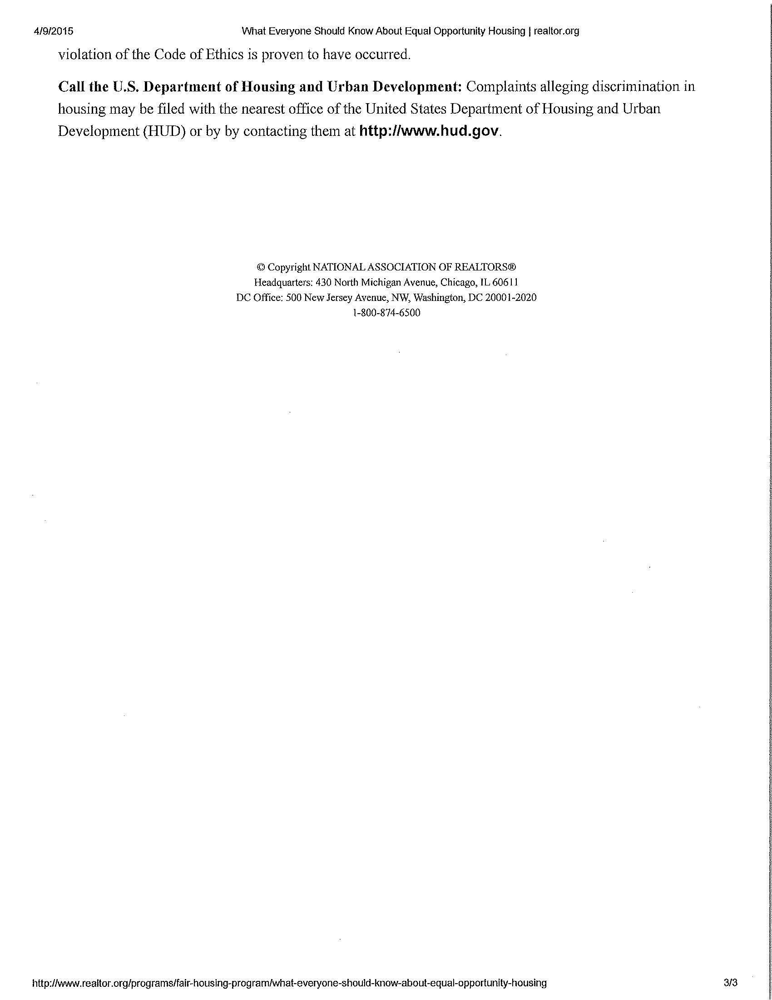 4/9/2015 What Everyone Should Know About Equal Opportunity Housing | realtor.org
violation of the Code of Ethics is proven to have occurred.
Call the U.S. Department of Housing and Urban Development: Complaints alleging discrimination in
housing may be filed with the nearest office of the United States Department of Housing and Urban
Development (HUD) or by by contacting them at http://www.hud.gov.
© Copyright NATIONAL ASSOCIATION OF REALTORS®
Headquarters: 430 North Michigan Avenue, Chicago, IL 60611
DC Office: 500 New Jersey Avenue, NW, Washington, DC 20001-2020
1-800-874-6500
http://www.realtor.org/programs/fair-housing-program/what-everyone-should-know-about-equal-opportunity-housing 3/3